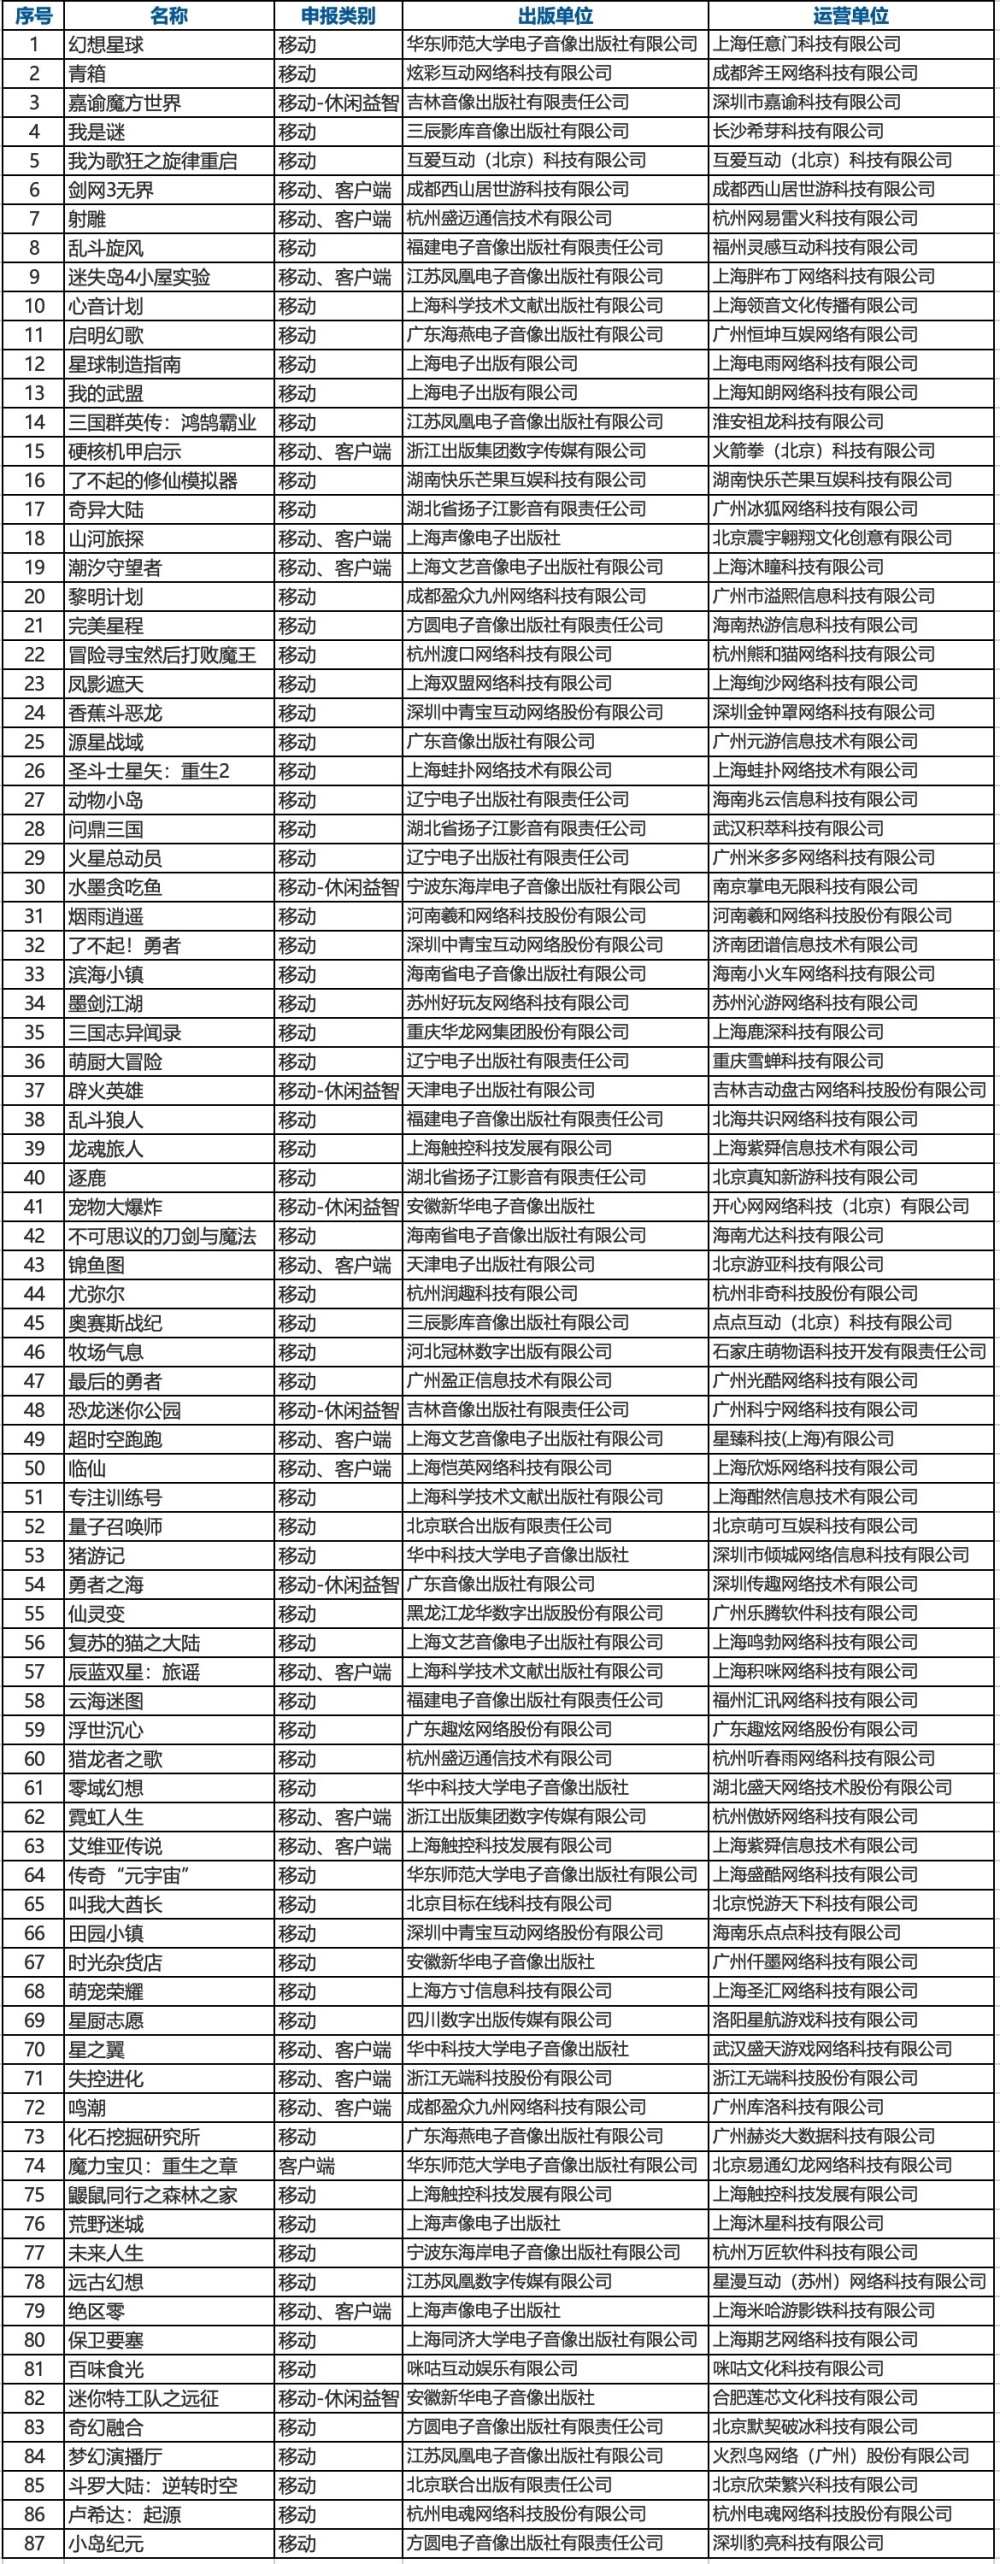 序号 名称 申报类别 出版单位 运营单位
1 幻想星球 移动 华东师范大学电子音像出版社有限公司 上海任意门科技有限公司
2 青箱 移动 炫彩互动网络科技有限公司 成都斧王网络科技有限公司
3 嘉谕魔方世界 移动-休闲益智 吉林音像出版社有限责任公司 深圳市嘉谕科技有限公司
4 我是谜 移动 三辰影库音像出版社有限公司 长沙希芽科技有限公司
5 我为歌狂之旋律重启 移动 互爱互动（北京）科技有限公司 互爱互动（北京）科技有限公司
6 剑网3无界 移动、客户端 成都西山居世游科技有限公司 成都西山居世游科技有限公司
7 射雕 移动、客户端 杭州盛迈通信技术有限公司 杭州网易雷火科技有限公司
8 乱斗旋风 移动 福建电子音像出版社有限责任公司 福州灵感互动科技有限公司
9 迷失岛4小屋实验 移动、客户端 江苏凤凰电子音像出版社有限公司 上海胖布丁网络科技有限公司
10 心音计划 移动 上海科学技术文献出版社有限公司 上海领音文化传播有限公司
11 启明幻歌 移动 广东海燕电子音像出版社有限公司 广州恒坤互娱网络有限公司
12 星球制造指南 移动 上海电子出版有限公司 上海电雨网络科技有限公司
13 我的武盟 移动 上海电子出版有限公司 上海知朗网络科技有限公司
14 三国群英传：鸿鹄霸业 移动 江苏凤凰电子音像出版社有限公司 淮安祖龙科技有限公司
15 硬核机甲启示 移动、客户端 浙江出版集团数字传媒有限公司 火箭拳（北京）科技有限公司
16 了不起的修仙模拟器 移动 湖南快乐芒果互娱科技有限公司 湖南快乐芒果互娱科技有限公司
17 奇异大陆 移动 湖北省扬子江影音有限责任公司 广州冰狐网络科技有限公司
18 山河旅探 移动、客户端 上海声像电子出版社 北京震宇翱翔文化创意有限公司
19 潮汐守望者 移动、客户端 上海文艺音像电子出版社有限公司 上海沐瞳科技有限公司
20 黎明计划 移动 成都盈众九州网络科技有限公司 广州市溢熙信息科技有限公司
21 完美星程 移动 方圆电子音像出版社有限责任公司 海南热游信息科技有限公司
22 冒险寻宝然后打败魔王 移动 杭州渡口网络科技有限公司 杭州熊和猫网络科技有限公司
23 凤影遮天 移动 上海双盟网络科技有限公司 上海绚沙网络科技有限公司
24 香蕉斗恶龙 移动 深圳中青宝互动网络股份有限公司 深圳金钟罩网络科技有限公司
25 源星战域 移动 广东音像出版社有限公司 广州元游信息技术有限公司
26 圣斗士星矢：重生2 移动 上海蛙扑网络技术有限公司 上海蛙扑网络技术有限公司
27 动物小岛 移动 辽宁电子出版社有限责任公司 海南兆云信息科技有限公司
28 问鼎三国 移动 湖北省扬子江影音有限责任公司 武汉积萃科技有限公司
29 火星总动员 移动 辽宁电子出版社有限责任公司 广州米多多网络科技有限公司
30 水墨贪吃鱼 移动-休闲益智 宁波东海岸电子音像出版社有限公司 南京掌电无限科技有限公司
31 烟雨逍遥 移动 河南羲和网络科技股份有限公司 河南羲和网络科技股份有限公司
32 了不起！勇者 移动 深圳中青宝互动网络股份有限公司 济南团谱信息技术有限公司
33 滨海小镇 移动 海南省电子音像出版社有限公司 海南小火车网络科技有限公司
34 墨剑江湖 移动 苏州好玩友网络科技有限公司 苏州沁游网络科技有限公司
35 三国志异闻录 移动 重庆华龙网集团股份有限公司 上海鹿深科技有限公司
36 萌厨大冒险 移动 辽宁电子出版社有限责任公司 重庆雪蝉科技有限公司
37 辟火英雄 移动-休闲益智 天津电子出版社有限公司 吉林吉动盘古网络科技股份有限公司
38 乱斗狼人 移动 福建电子音像出版社有限责任公司 北海共识网络科技有限公司
39 龙魂旅人 移动 上海触控科技发展有限公司 上海紫舜信息技术有限公司
40 逐鹿 移动 湖北省扬子江影音有限责任公司 北京真知新游科技有限公司
41 宠物大爆炸 移动-休闲益智 安徽新华电子音像出版社 开心网网络科技（北京）有限公司
42 不可思议的刀剑与魔法 移动 海南省电子音像出版社有限公司 海南尤达科技有限公司
43 锦鱼图 移动、客户端 天津电子出版社有限公司 北京游亚科技有限公司
44 尤弥尔 移动 杭州润趣科技有限公司 杭州非奇科技股份有限公司
45 奥赛斯战纪 移动 三辰影库音像出版社有限公司 点点互动（北京）科技有限公司
46 牧场气息 移动 河北冠林数字出版有限公司 石家庄萌物语科技开发有限责任公司
47 最后的勇者 移动 广州盈正信息技术有限公司 广州光酷网络科技有限公司
48 恐龙迷你公园 移动-休闲益智 吉林音像出版社有限责任公司 广州科宁网络科技有限公司
49 超时空跑跑 移动、客户端 上海文艺音像电子出版社有限公司 星臻科技(上海)有限公司
50 临仙 移动、客户端 上海恺英网络科技有限公司 上海欣烁网络科技有限公司
51 专注训练号 移动 上海科学技术文献出版社有限公司 上海酣然信息技术有限公司
52 量子召唤师 移动 北京联合出版有限责任公司 北京萌可互娱科技有限公司
53 猪游记 移动 华中科技大学电子音像出版社 深圳市倾城网络信息科技有限公司
54 勇者之海 移动-休闲益智 广东音像出版社有限公司 深圳传趣网络技术有限公司
55 仙灵变 移动 黑龙江龙华数字出版股份有限公司 广州乐腾软件科技有限公司
56 复苏的猫之大陆 移动 上海文艺音像电子出版社有限公司 上海鸣勃网络科技有限公司
57 辰蓝双星：旅谣 移动、客户端 上海科学技术文献出版社有限公司 上海积咪网络科技有限公司
58 云海迷图 移动 福建电子音像出版社有限责任公司 福州汇讯网络科技有限公司
59 浮世沉心 移动 广东趣炫网络股份有限公司 广东趣炫网络股份有限公司
60 猎龙者之歌 移动 杭州盛迈通信技术有限公司 杭州听春雨网络科技有限公司
61 零域幻想 移动 华中科技大学电子音像出版社 湖北盛天网络技术股份有限公司
62 霓虹人生 移动、客户端 浙江出版集团数字传媒有限公司 杭州傲娇网络科技有限公司
63 艾维亚传说 移动、客户端 上海触控科技发展有限公司 上海紫舜信息技术有限公司
64 传奇“元宇宙” 移动 华东师范大学电子音像出版社有限公司 上海盛酷网络科技有限公司
65 叫我大酋长 移动 北京目标在线科技有限公司 北京悦游天下科技有限公司
66 田园小镇 移动 深圳中青宝互动网络股份有限公司 海南乐点点科技有限公司
67 时光杂货店 移动 安徽新华电子音像出版社 广州仟墨网络科技有限公司
68 萌宠荣耀 移动 上海方寸信息科技有限公司 上海圣汇网络科技有限公司
69 星厨志愿 移动 四川数字出版传媒有限公司 洛阳星航游戏科技有限公司
70 星之翼 移动、客户端 华中科技大学电子音像出版社 武汉盛天游戏网络科技有限公司
71 失控进化 移动、客户端 浙江无端科技股份有限公司 浙江无端科技股份有限公司
72 鸣潮 移动、客户端 成都盈众九州网络科技有限公司 广州库洛科技有限公司
73 化石挖掘研究所 移动 广东海燕电子音像出版社有限公司 广州赫炎大数据科技有限公司
74 魔力宝贝：重生之章 客户端 华东师范大学电子音像出版社有限公司 北京易通幻龙网络科技有限公司
75 鼹鼠同行之森林之家 移动 上海触控科技发展有限公司 上海触控科技发展有限公司
76 荒野迷城 移动 上海声像电子出版社 上海沐星科技有限公司
77 未来人生 移动 宁波东海岸电子音像出版社有限公司 杭州万匠软件科技有限公司
78 远古幻想 移动 江苏凤凰数字传媒有限公司 星漫互动（苏州）网络科技有限公司
79 绝区零 移动、客户端 上海声像电子出版社 上海米哈游影铁科技有限公司
80 保卫要塞 移动 上海同济大学电子音像出版社有限公司 上海期艺网络科技有限公司
81 百味食光 移动 咪咕互动娱乐有限公司 咪咕文化科技有限公司
82 迷你特工队之远征 移动-休闲益智 安徽新华电子音像出版社 合肥莲芯文化科技有限公司
83 奇幻融合 移动 方圆电子音像出版社有限责任公司 北京默契破冰科技有限公司
84 梦幻演播厅 移动 江苏凤凰电子音像出版社有限公司 火烈鸟网络（广州）股份有限公司
85 斗罗大陆：逆转时空 移动 北京联合出版有限责任公司 北京欣荣繁兴科技有限公司
86 卢希达：起源 移动 杭州电魂网络科技股份有限公司 杭州电魂网络科技股份有限公司
87 小岛纪元 移动 方圆电子音像出版社有限责任公司 深圳豹亮科技有限公司